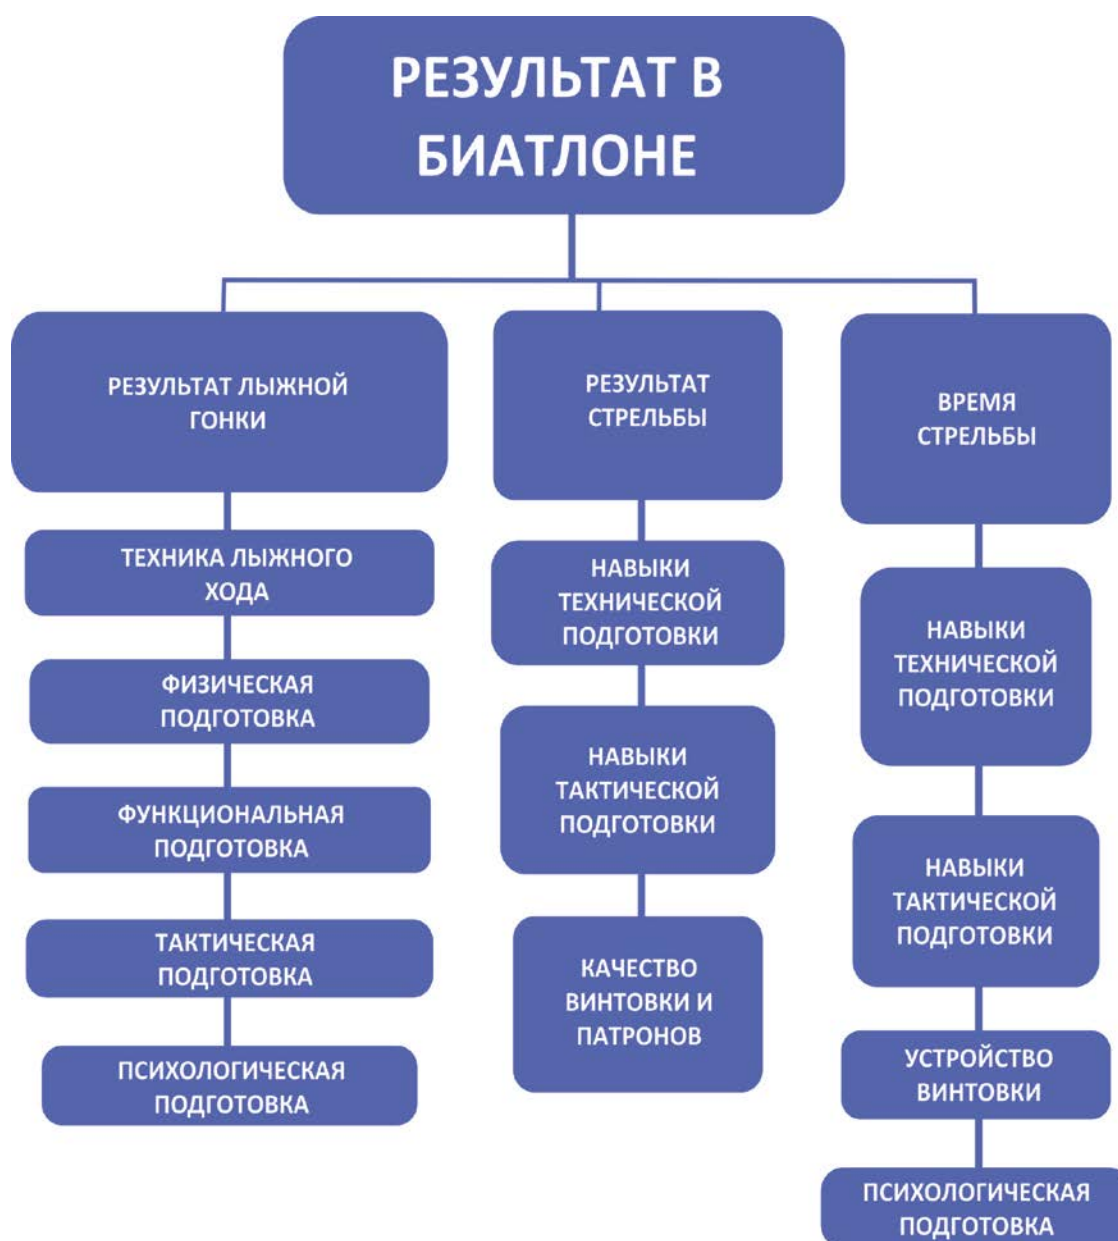 РЕЗУЛЬТАТ В
БИАТЛОНЕ
РЕЗУЛЬТАТ ЛЫЖНОЙ
ГОНКИ
ТЕХНИКА ЛЫЖНОГО
ХОДА
ФИЗИЧЕСКАЯ
ПОДГОТОВКА
ФУНКЦИОНАЛЬНАЯ
ПОДГОТОВКА
ТАКТИЧЕСКАЯ
ПОДГОТОВКА
ПСИХОЛОГИЧЕСКАЯ
ПОДГОТОВКА
РЕЗУЛЬТАТ
СТРЕЛЬБЫ
НАВЫКИ
ТЕХНИЧЕСКОЙ
ПОДГОТОВКИ
НАВЫКИ
ТАКТИЧЕСКОЙ
ПОДГОТОВКИ
КАЧЕСТВО
ВИНТОВКИ И
ПАТРОНОВ
ВРЕМЯ
СТРЕЛЬБЫ
НАВЫКИ
ТЕХНИЧЕСКОЙ
ПОДГОТОВКИ
НАВЫКИ
ТАКТИЧЕСКОЙ
ПОДГОТОВКИ
УСТРОЙСТВО
ВИНТОВКИ
ПСИХОЛОГИЧЕСКАЯ
ПОДГОТОВКА